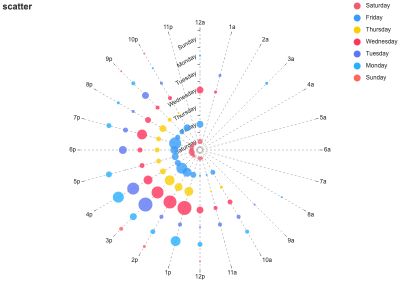 scatter
Saturday
Friday
Thursday
Wednesday
Tuesday
Monday
Sunday
12a
1a
2a
3a
4a
5a
6a
7a
8a
9a
10a
11a
12p
1p
2p
3p
4p
5p
6p
7p
8p
9p
10p
11p
Sunday
Monday
Tuesday
Wednesday
Thursday
Saturday